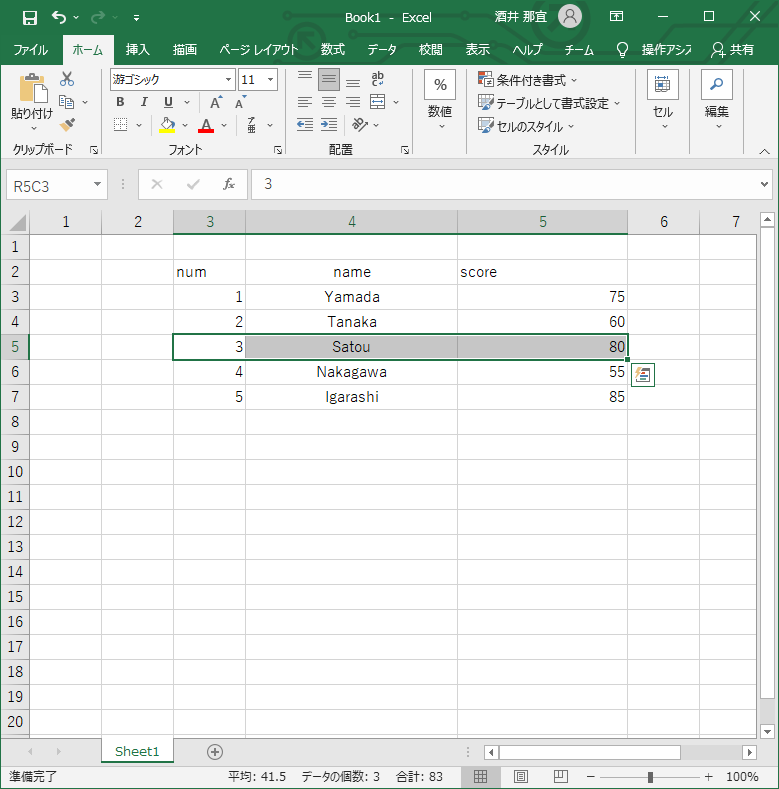 Book1 - Excel 酒井 那宜
ファイル ホーム 挿入 描画 ページ レイアウト 数式 データ 校閲 表示 ヘルプ チーム 操作アシス 共有
貼り付け
クリップボード
游ゴシック 11
B I U A A
A 亜
フォント
ab
配置
%
数値
条件付き書式
テーブルとして書式設定
セルのスタイル
スタイル
セル
編集
R5C3 fx 3
1 2 3 4 5 6 7
1
2 num name score
3 1 Yamada 75
4 2 Tanaka 60
5 3 Satou 80
6 4 Nakagawa 55
7 5 Igarashi 85
8
9
10
11
12
13
14
15
16
17
18
19
20
Sheet1
準備完了 平均: 41.5 データの個数: 3 合計: 83 100%